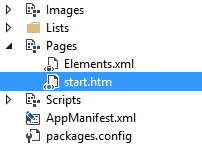 Images
Lists
Pages
Elements.xml
start.htm
Scripts
AppManifest.xml
packages.config